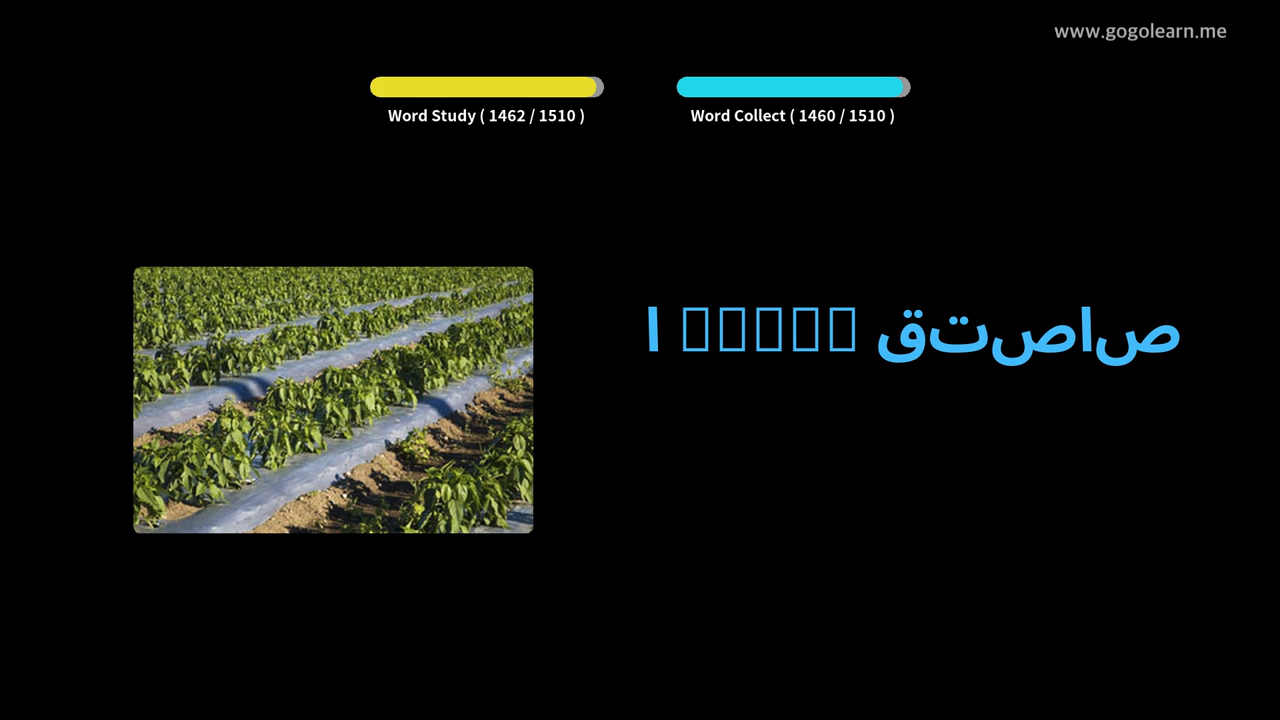 www.gogolearn.me
Word Study ( 1462 / 1510 )
Word Collect ( 1460 / 1510 )
صاصتق □□□□□ ا